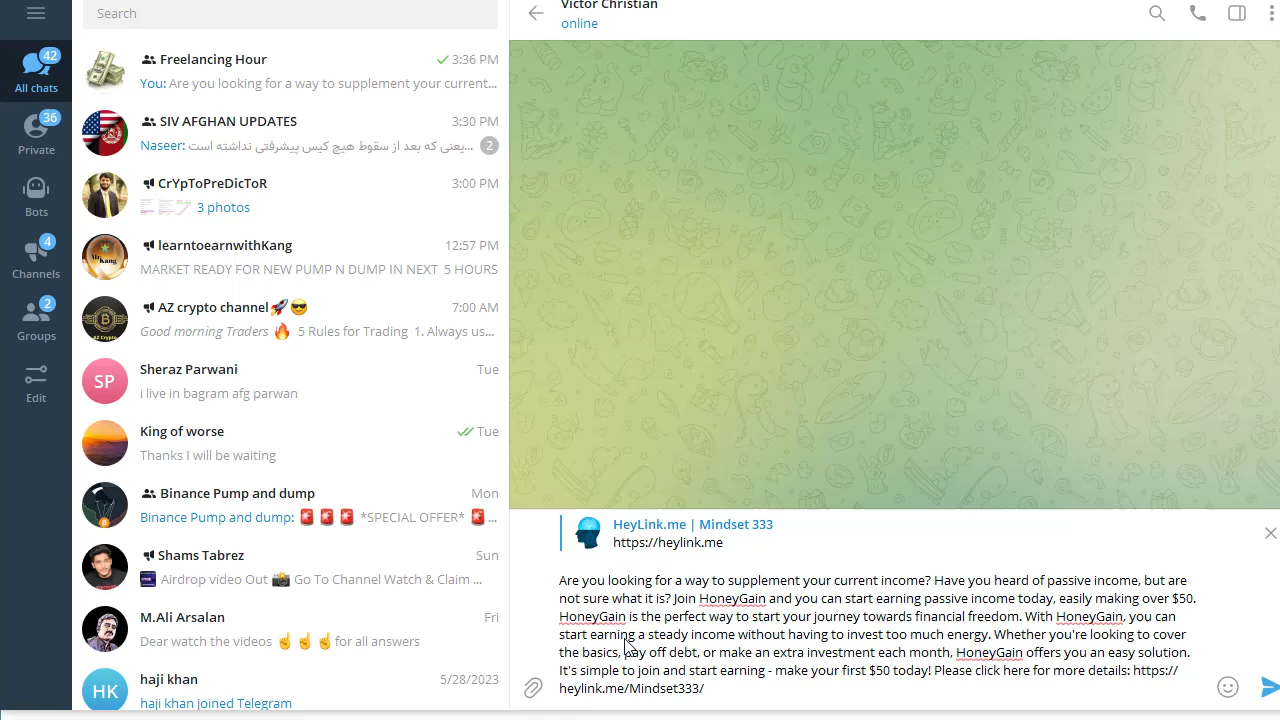 Search
Victor Christian
online
42
All chats
36
Private
Bots
4
Channels
2
Groups
Edit
Freelancing Hour
3:36 PM
You: Are you looking for a way to supplement your current...
SIV AFGHAN UPDATES
3:30 PM
Naseer: یعنی که بعد از سقوط هیچ کیس پیشرفتی نداشته است...
2
CrYpToPreDicToR
3:00 PM
3 photos
learntoearnwithKang
12:57 PM
MARKET READY FOR NEW PUMP N DUMP IN NEXT 5 HOURS
AZ crypto channel🚀😎
7:00 AM
Good morning Traders 🔥 5 Rules for Trading 1. Always us...
SP
Sheraz Parwani
Tue
i live in bagram afg parwan
King of worse
Tue
Thanks I will be waiting
Binance Pump and dump
Mon
Binance Pump and dump: 🚨 🚨 🚨 *SPECIAL OFFER* 🚨 ...
Shams Tabrez
Sun
🎆 Airdrop video Out 📸 Go To Channel Watch & Claim ...
M.Ali Arsalan
Fri
Dear watch the videos ☝️☝️☝️for all answers
HK
haji khan
5/28/2023
haji khan joined Telegram
HeyLink.me | Mindset 333
https://heylink.me
Are you looking for a way to supplement your current income? Have you heard of passive income, but are
not sure what it is? Join HoneyGain and you can start earning passive income today, easily making over $50.
HoneyGain is the perfect way to start your journey towards financial freedom. With HoneyGain, you can
start earning a steady income without having to invest too much energy. Whether you're looking to cover
the basics, pay off debt, or make an extra investment each month, HoneyGain offers you an easy solution.
It's simple to join and start earning - make your first $50 today! Please click here for more details: https://
heylink.me/Mindset333/